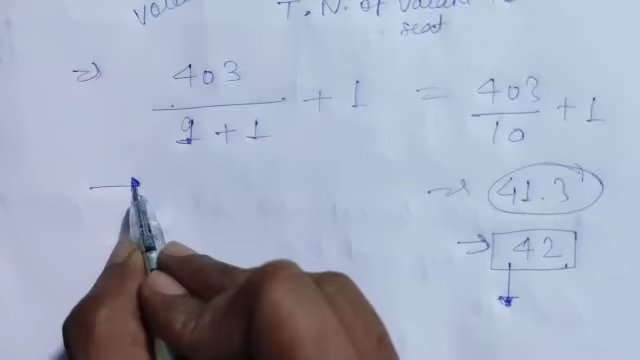 T. N. of
seat
=> 403 / 9 + 1 + 1 = 403 / 10 + 1
=> 41.3
→ 42